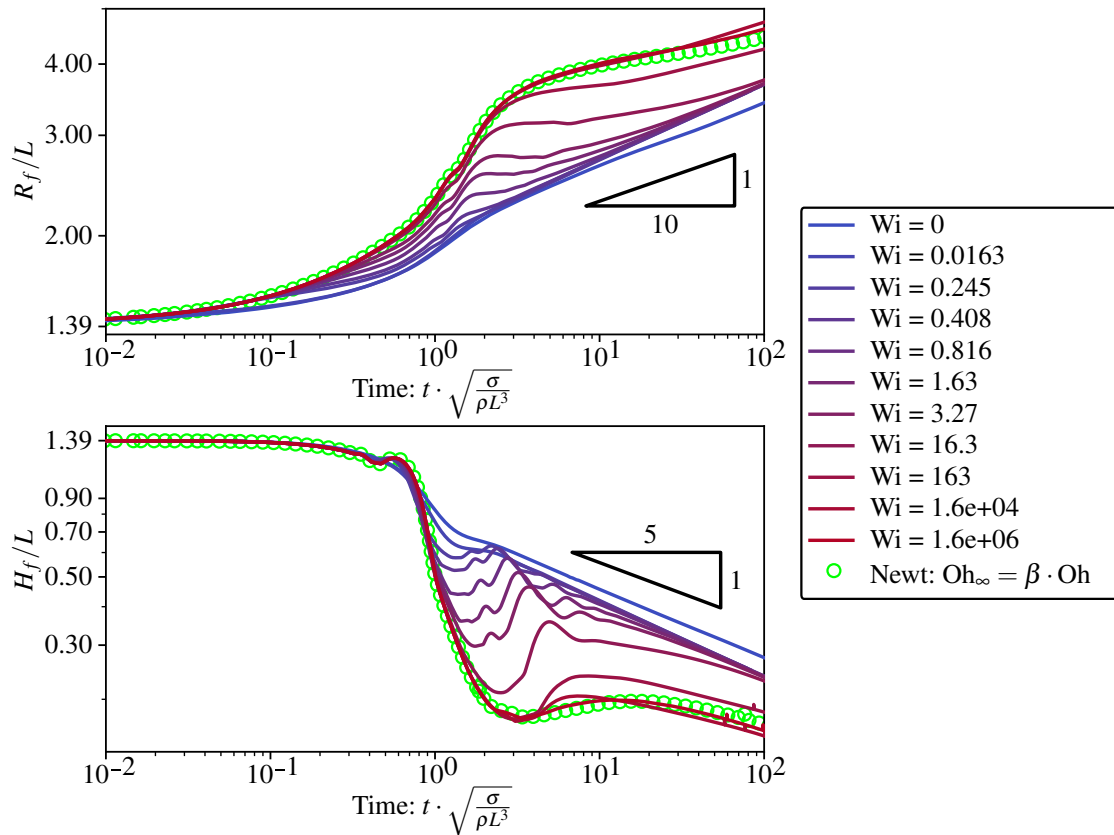 4.00
3.00
2.00
1.39
R_f/L
10
1
10^{-2} 10^{-1} 10^0 10^1 10^2
Time: t · √(σ/ρL^3)
1.39
0.90
0.70
0.50
0.30
H_f/L
5
1
10^{-2} 10^{-1} 10^0 10^1 10^2
Time: t · √(σ/ρL^3)
Wi = 0
Wi = 0.0163
Wi = 0.245
Wi = 0.408
Wi = 0.816
Wi = 1.63
Wi = 3.27
Wi = 16.3
Wi = 163
Wi = 1.6e+04
Wi = 1.6e+06
Newt: Oh_∞ = β · Oh